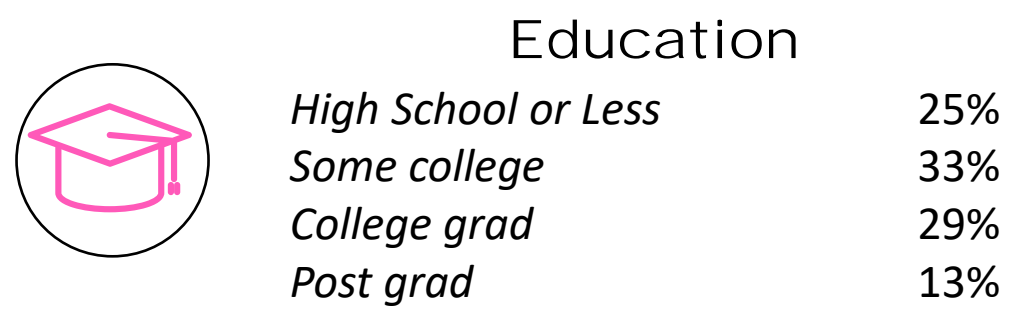 Education
High School or Less 25%
Some college 33%
College grad 29%
Post grad 13%